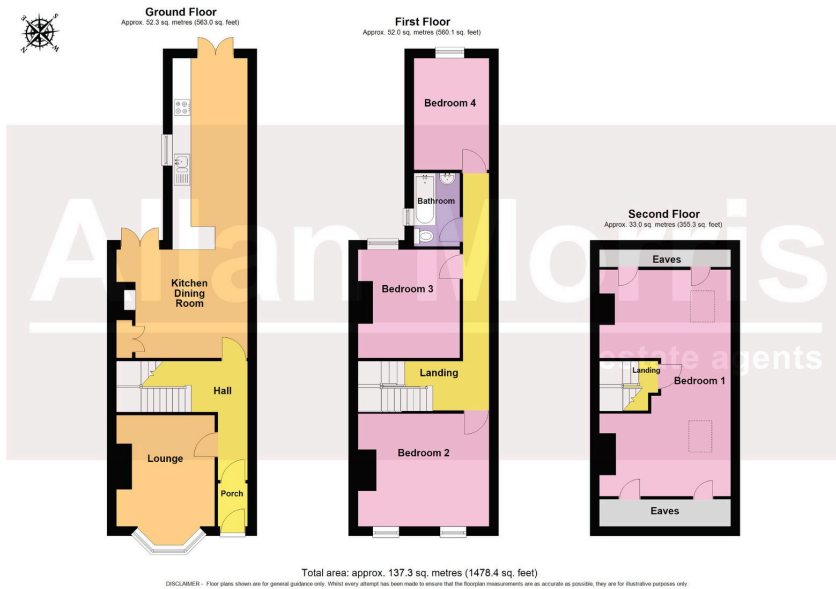 Ground Floor
Approx. 52.3 sq. metres (563.0 sq. feet)
First Floor
Approx. 52.0 sq. metres (560.1 sq. feet)
Bedroom 4
Bathroom
Second Floor
Approx. 33.0 sq. metres (355.3 sq. feet)
Allan Morris
estate agents
Eaves
Kitchen
Dining
Room
Bedroom 3
Landing
Landing
Bedroom 1
Hall
Lounge
Bedroom 2
Porch
Eaves
Total area: approx. 137.3 sq. metres (1478.4 sq. feet)
DISCLAIMER - Floor plans shown are for general guidance only. Whilst every attempt has been made to ensure that the floorplan measurements are as accurate as possible, they are for illustrative purposes only.